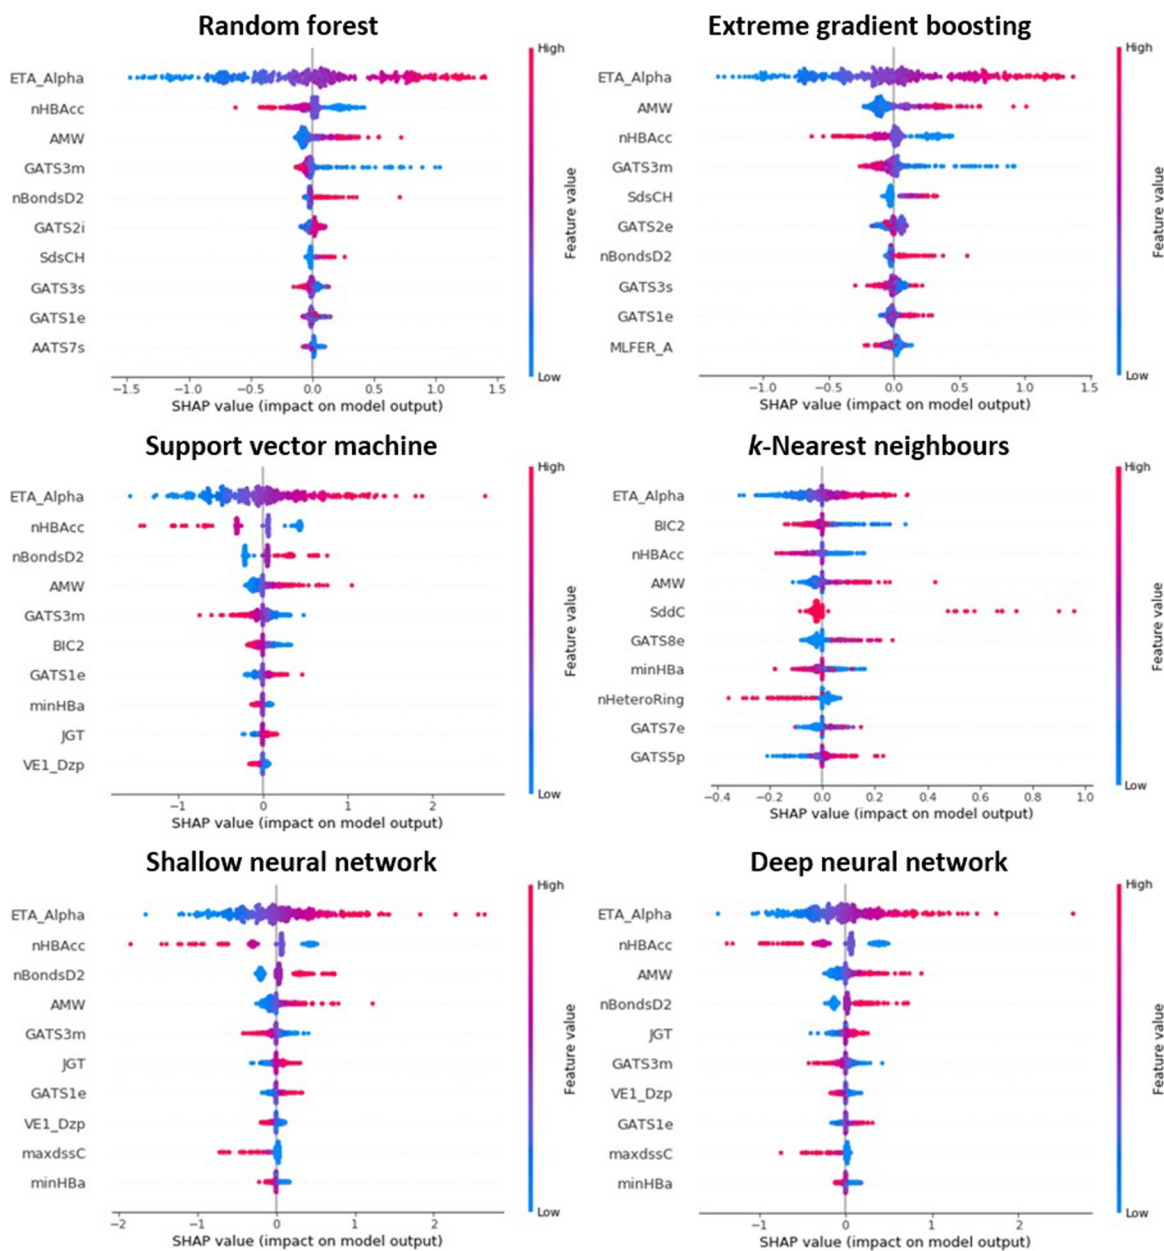 Random forest
High
ETA_Alpha
nHBAcc
AMW
GATS3m
nBondsD2
GATS2i
SdsCH
GATS3s
GATS1e
AATS7s
Feature value
Low
−1.5 −1.0 −0.5 0.0 0.5 1.0 1.5
SHAP value (impact on model output)
Extreme gradient boosting
High
ETA_Alpha
AMW
nHBAcc
GATS3m
SdsCH
GATS2e
nBondsD2
GATS3s
GATS1e
MLFER_A
Feature value
Low
−1.0 −0.5 0.0 0.5 1.0 1.5
SHAP value (impact on model output)
Support vector machine
High
ETA_Alpha
nHBAcc
nBondsD2
AMW
GATS3m
BIC2
GATS1e
minHBa
JGT
VE1_Dzp
Feature value
Low
−1 0 1 2
SHAP value (impact on model output)
k-Nearest neighbours
High
ETA_Alpha
BIC2
nHBAcc
AMW
SddC
GATS8e
minHBa
nHeteroRing
GATS7e
GATS5p
Feature value
Low
−0.4 −0.2 0.0 0.2 0.4 0.6 0.8 1.0
SHAP value (impact on model output)
Shallow neural network
High
ETA_Alpha
nHBAcc
nBondsD2
AMW
GATS3m
JGT
GATS1e
VE1_Dzp
maxdssC
minHBa
Feature value
Low
−2 −1 0 1 2
SHAP value (impact on model output)
Deep neural network
High
ETA_Alpha
nHBAcc
AMW
nBondsD2
JGT
GATS3m
VE1_Dzp
GATS1e
maxdssC
minHBa
Feature value
Low
−1 0 1 2
SHAP value (impact on model output)